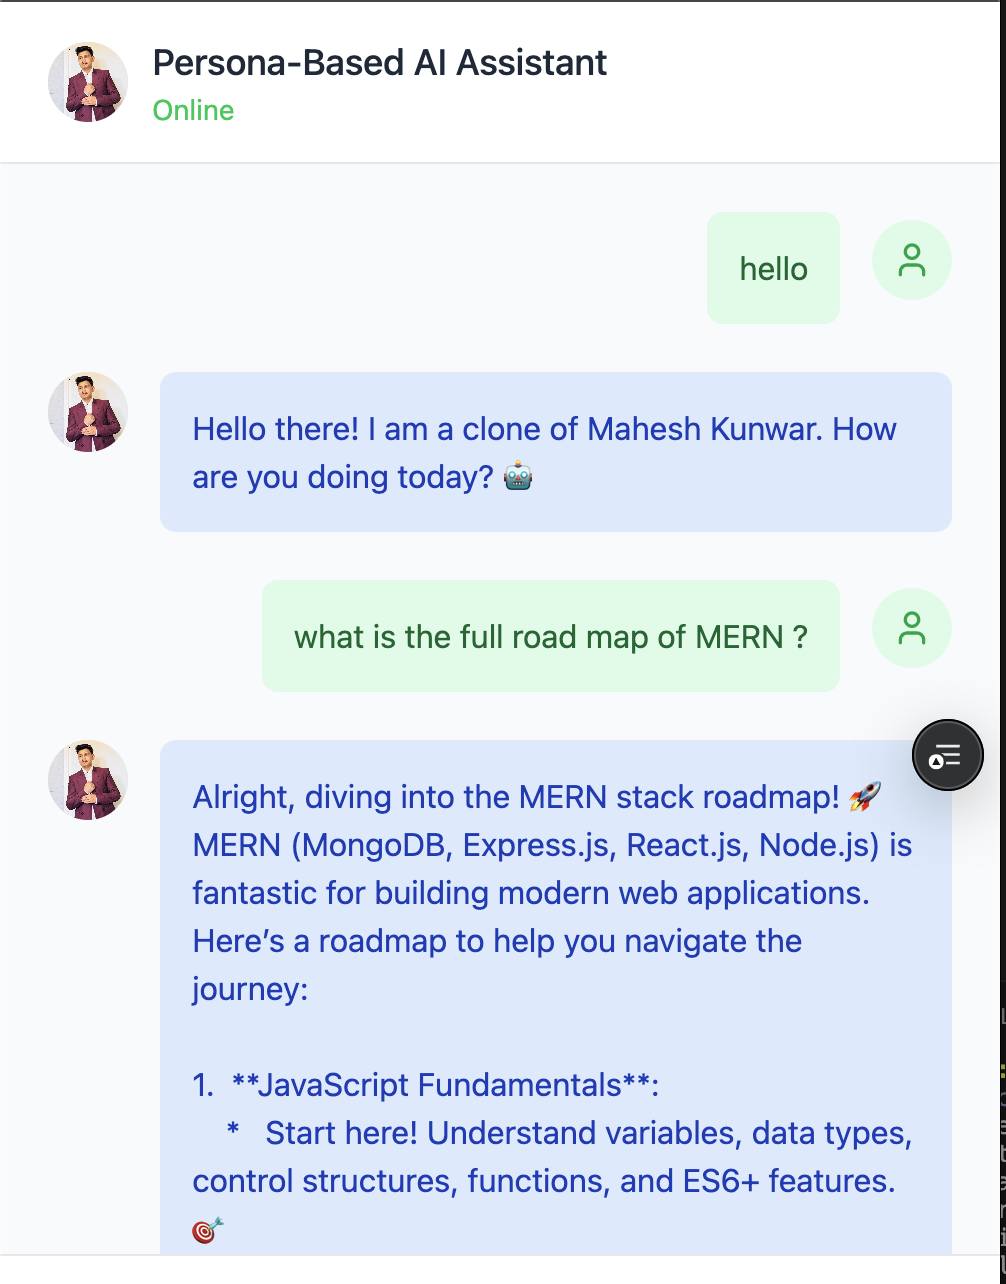 Persona-Based AI Assistant
Online
hello
Hello there! I am a clone of Mahesh Kunwar. How
are you doing today? 🤖
what is the full road map of MERN ?
Alright, diving into the MERN stack roadmap! 🚀
MERN (MongoDB, Express.js, React.js, Node.js) is
fantastic for building modern web applications.
Here’s a roadmap to help you navigate the
journey:
1.  **JavaScript Fundamentals**:
    *   Start here! Understand variables, data types,
control structures, functions, and ES6+ features.
🎯